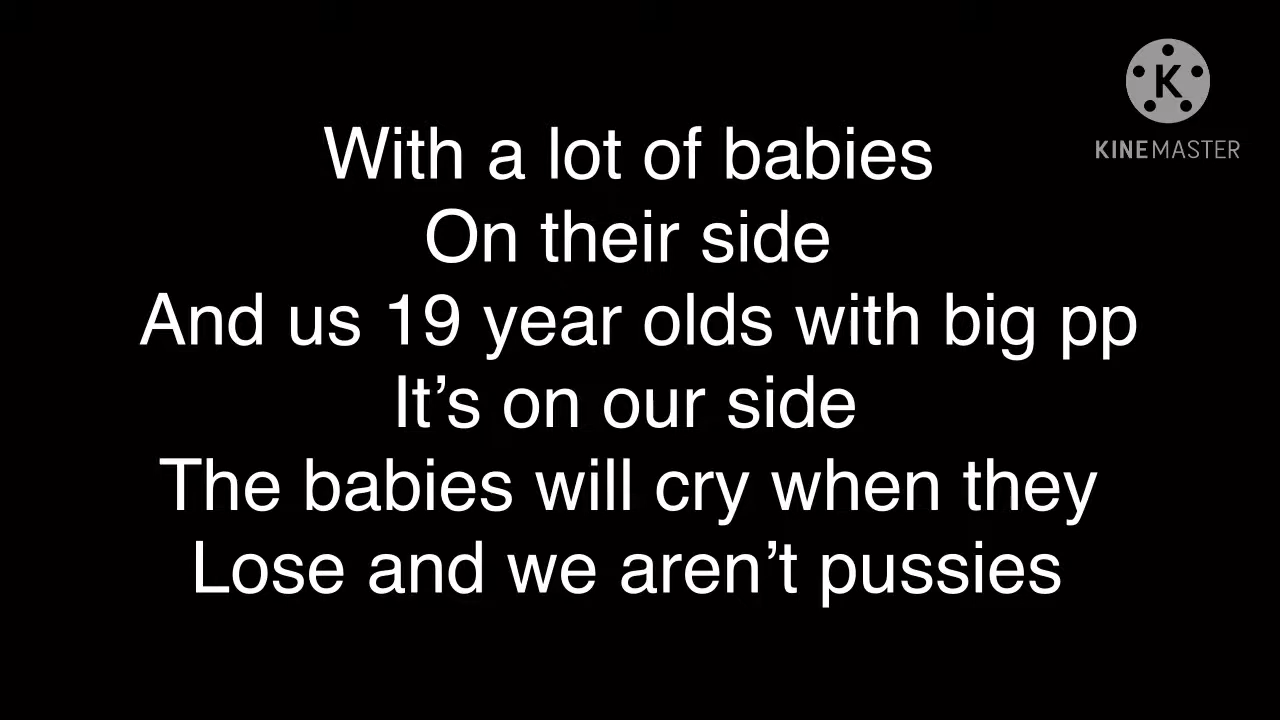 K
KINEMASTER
With a lot of babies
On their side
And us 19 year olds with big pp
It’s on our side
The babies will cry when they
Lose and we aren’t pussies